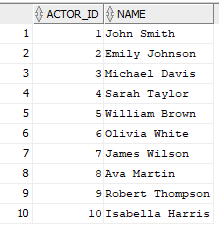 ACTOR_ID NAME
1 1 John Smith
2 2 Emily Johnson
3 3 Michael Davis
4 4 Sarah Taylor
5 5 William Brown
6 6 Olivia White
7 7 James Wilson
8 8 Ava Martin
9 9 Robert Thompson
10 10 Isabella Harris